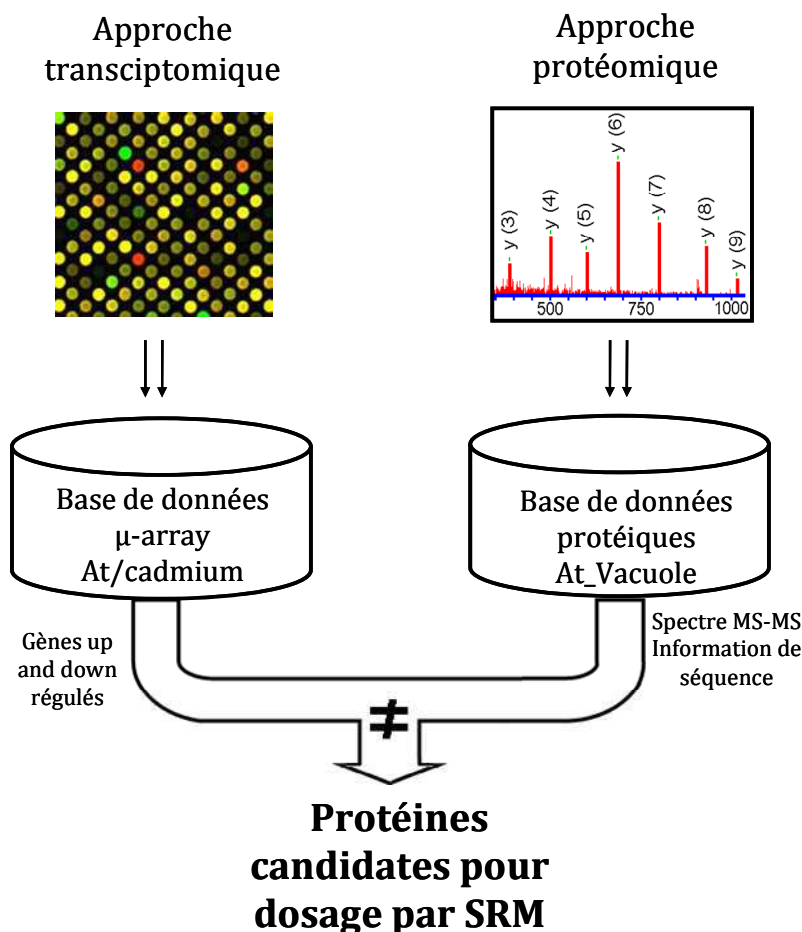 Approche
transciptomique
Approche
protéomique
y (3)
y (4)
y (5)
y (6)
y (7)
y (8)
y (9)
500
750
1000
Base de données
µ-array
At/cadmium
Base de données
protéiques
At_Vacuole
Gènes up
and down
régulés
Spectre MS-MS
Information de
séquence
≠
Protéines
candidates pour
dosage par SRM